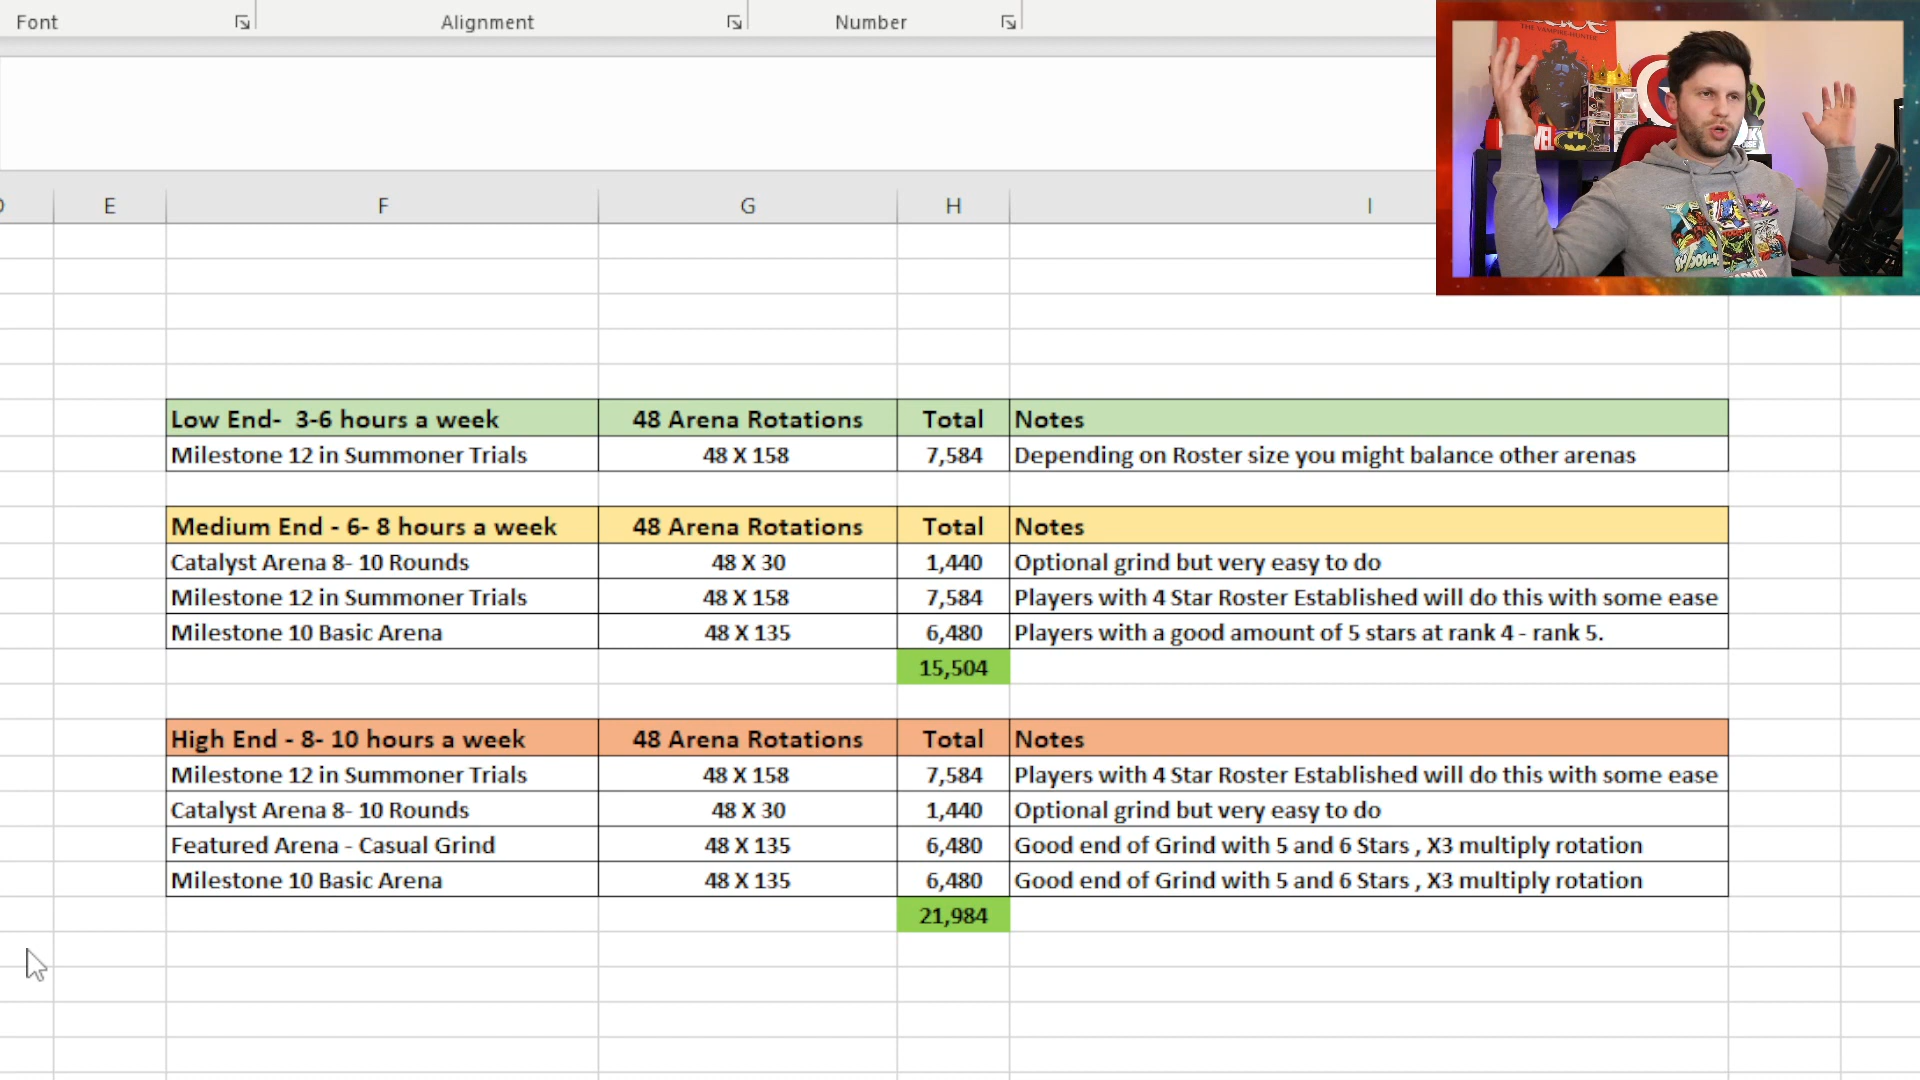 Font Alignment Number
THE VAMPIRE-HUNTER
E F G H I
Low End- 3-6 hours a week 48 Arena Rotations Total Notes
Milestone 12 in Summoner Trials 48 X 158 7,584 Depending on Roster size you might balance other arenas
Medium End - 6- 8 hours a week 48 Arena Rotations Total Notes
Catalyst Arena 8- 10 Rounds 48 X 30 1,440 Optional grind but very easy to do
Milestone 12 in Summoner Trials 48 X 158 7,584 Players with 4 Star Roster Established will do this with some ease
Milestone 10 Basic Arena 48 X 135 6,480 Players with a good amount of 5 stars at rank 4 - rank 5.
15,504
High End - 8- 10 hours a week 48 Arena Rotations Total Notes
Milestone 12 in Summoner Trials 48 X 158 7,584 Players with 4 Star Roster Established will do this with some ease
Catalyst Arena 8- 10 Rounds 48 X 30 1,440 Optional grind but very easy to do
Featured Arena - Casual Grind 48 X 135 6,480 Good end of Grind with 5 and 6 Stars , X3 multiply rotation
Milestone 10 Basic Arena 48 X 135 6,480 Good end of Grind with 5 and 6 Stars , X3 multiply rotation
21,984